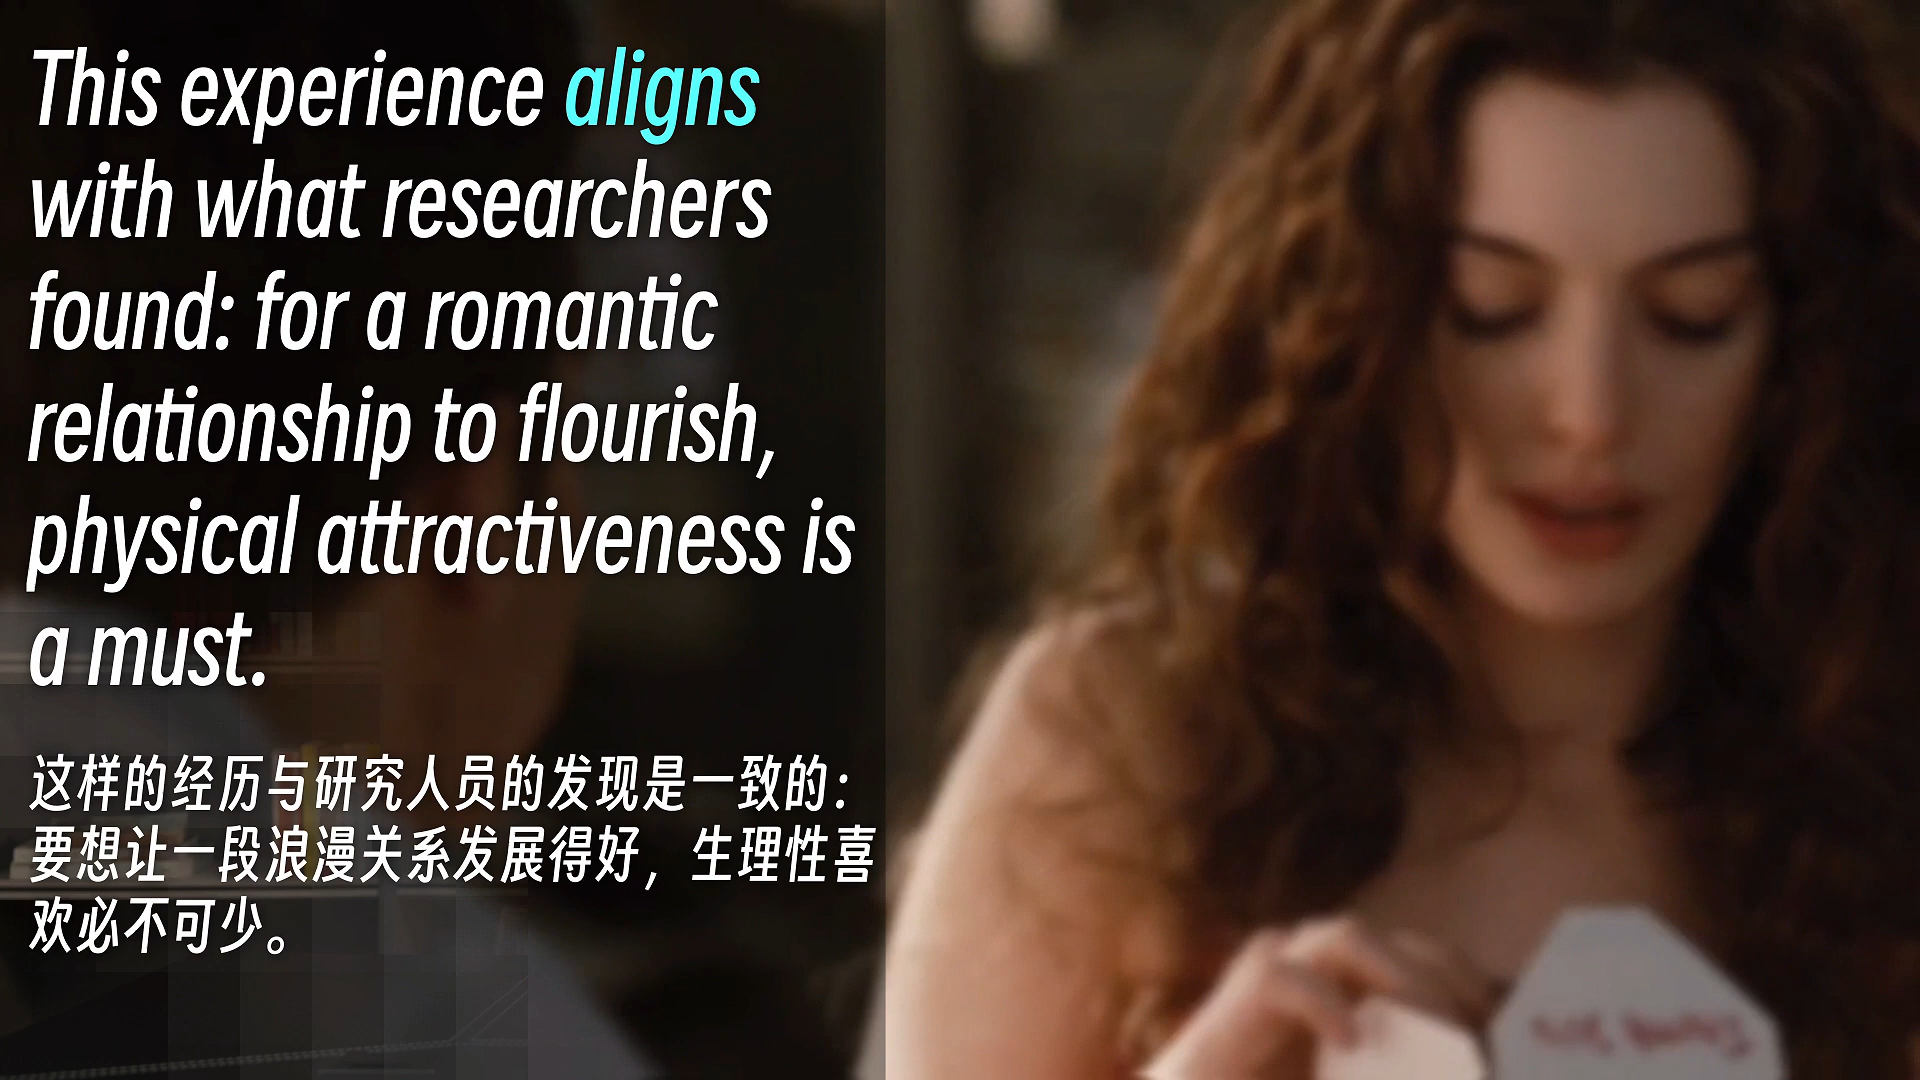 This experience aligns
with what researchers
found: for a romantic
relationship to flourish,
physical attractiveness is
a must.
这样的经历与研究人员的发现是一致的：
要想让一段浪漫关系发展得好，生理性喜
欢必不可少。